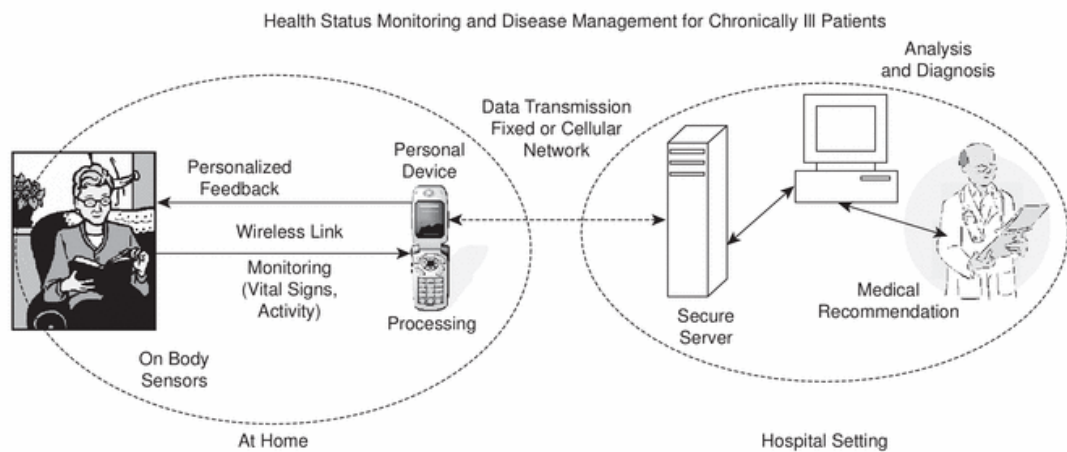 Health Status Monitoring and Disease Management for Chronically Ill Patients
Analysis
and Diagnosis
Data Transmission
Fixed or Cellular
Network
Personal
Device
Personalized
Feedback
Wireless Link
Monitoring
(Vital Signs,
Activity)
Processing
On Body
Sensors
Secure
Server
Medical
Recommendation
At Home
Hospital Setting